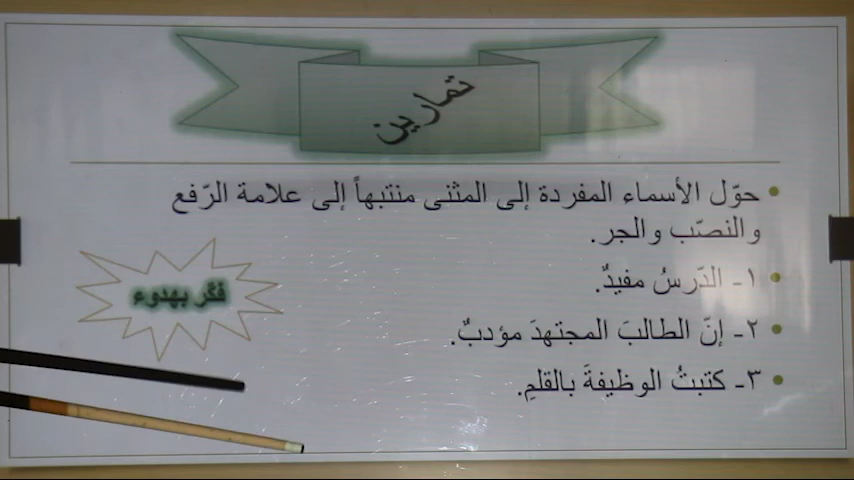 تمارين
حوّل الأسماء المفردة إلى المثنى منتبهاً إلى علامة الرّفع
والنصّب والجر.
١- الدّرسُ مفيدٌ.
فكّر بهدوء
٢- إنّ الطالبَ المجتهدَ مؤدبٌ.
٣- كتبتُ الوظيفةَ بالقلمِ.